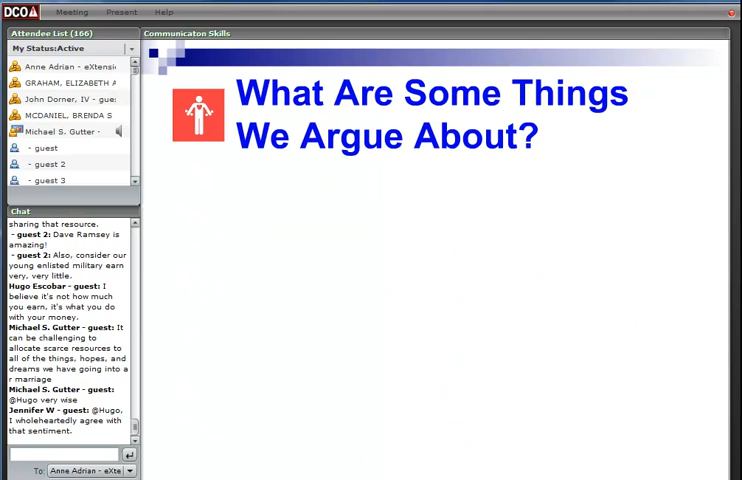 DCO
Meeting Present Help
Attendee List (166)
My Status:Active
Anne Adrian - eXtensio
GRAHAM, ELIZABETH A
John Dorner, IV - gues
MCDANIEL, BRENDA S
Michael S. Gutter -
- guest
- guest 2
- guest 3
Chat
sharing that resource.
- guest 2: Dave Ramsey is
amazing!
- guest 2: Also, consider our
young enlisted military earn
very, very little.
Hugo Escobar - guest: I
believe it's not how much
you earn, it's what you do
with your money.
Michael S. Gutter - guest: It
can be challenging to
allocate scarce resources to
all of the things, hopes, and
dreams we have going into a
r marriage
Michael S. Gutter - guest:
@Hugo very wise
Jennifer W - guest: @Hugo,
I wholeheartedly agree with
that sentiment.
To: Anne Adrian - eXte
Communicaton Skills
What Are Some Things
We Argue About?